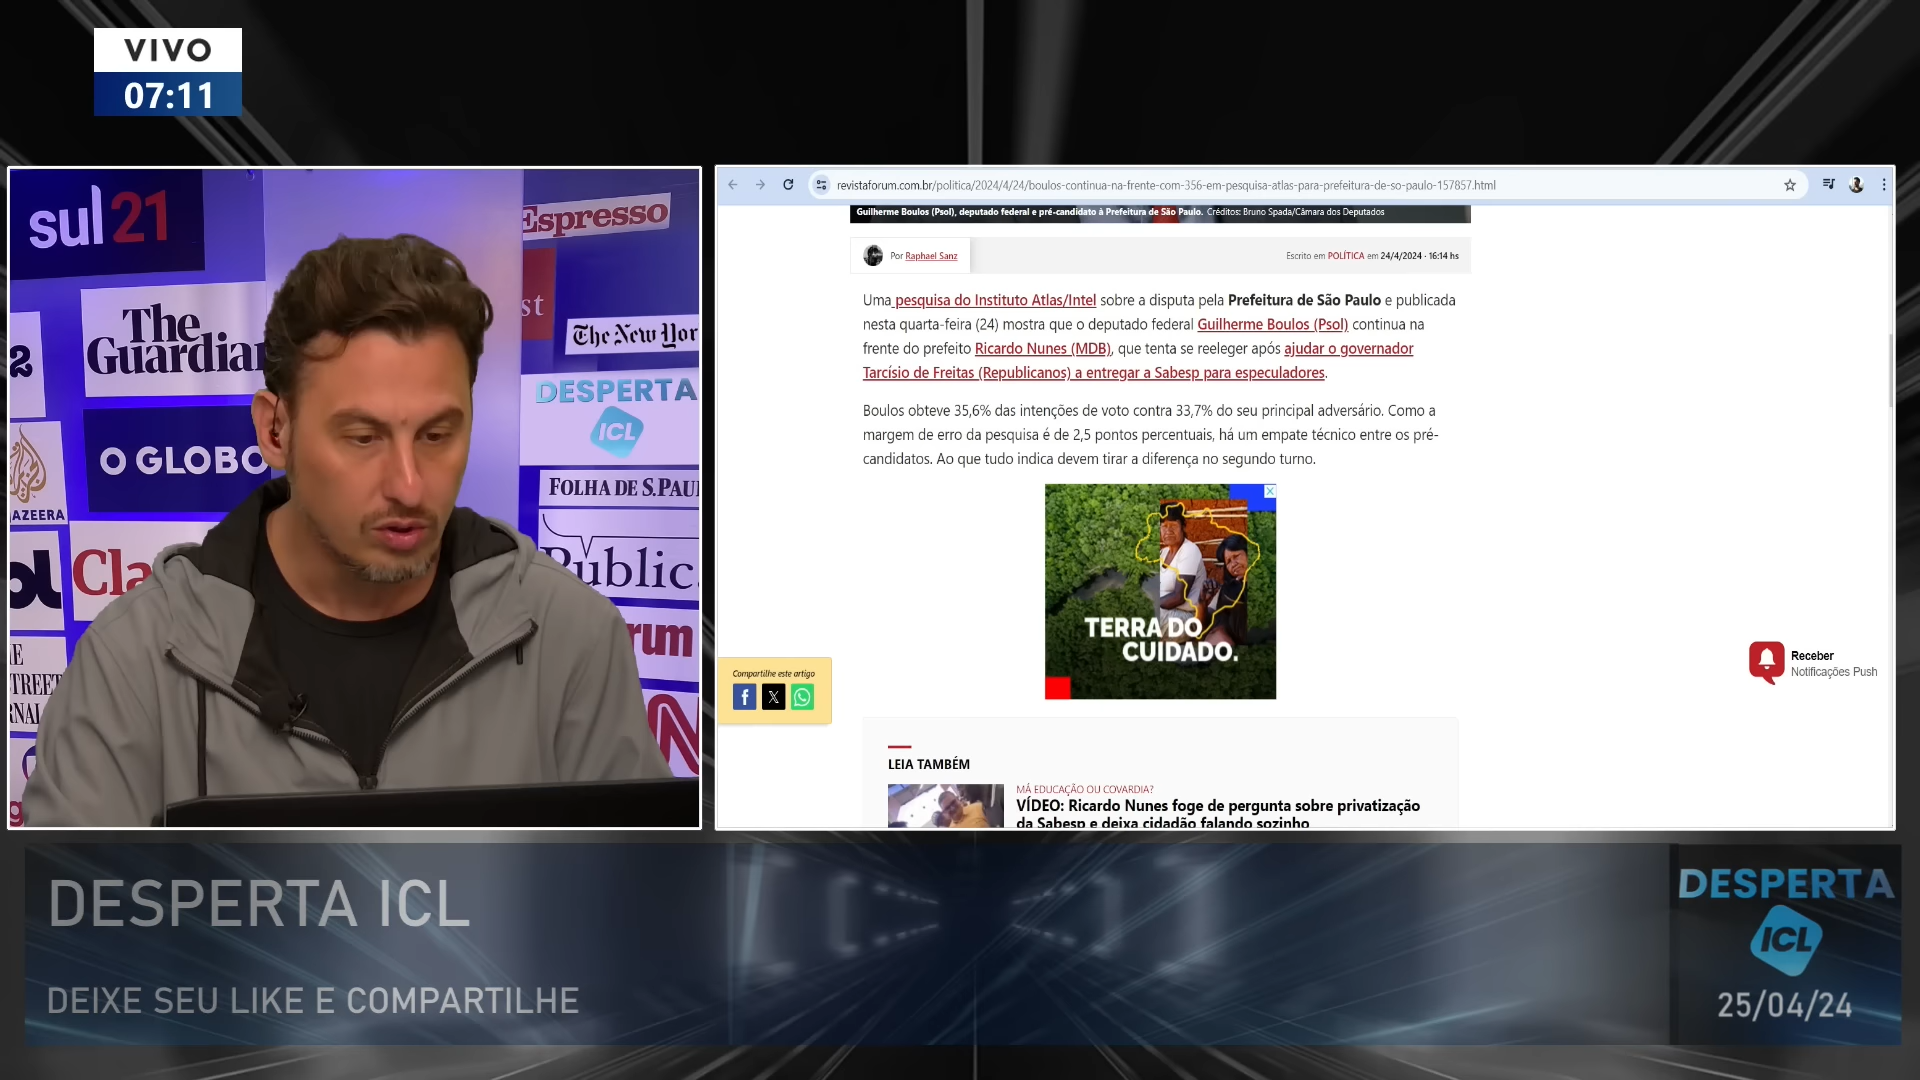 VIVO
07:11
sul21
Espresso
The
Guardian
The New Yor
DESPERTA
ICL
O GLOBO
FOLHA DE S.PAU
AZEERA
Cla
Public
rum
revistaforum.com.br/politica/2024/4/24/boulos-continua-na-frente-com-356-em-pesquisa-atlas-para-prefeitura-de-so-paulo-157857.html
Guilherme Boulos (Psol), deputado federal e pré-candidato à Prefeitura de São Paulo. Créditos: Bruno Spada/Câmara dos Deputados
Por Raphael Sanz
Escrito em POLÍTICA em 24/4/2024 · 16:14 hs
Uma pesquisa do Instituto Atlas/Intel sobre a disputa pela Prefeitura de São Paulo e publicada
nesta quarta-feira (24) mostra que o deputado federal Guilherme Boulos (Psol) continua na
frente do prefeito Ricardo Nunes (MDB), que tenta se reeleger após ajudar o governador
Tarcísio de Freitas (Republicanos) a entregar a Sabesp para especuladores.
Boulos obteve 35,6% das intenções de voto contra 33,7% do seu principal adversário. Como a
margem de erro da pesquisa é de 2,5 pontos percentuais, há um empate técnico entre os pré-
candidatos. Ao que tudo indica devem tirar a diferença no segundo turno.
TERRA DO
CUIDADO.
Compartilhe este artigo
Receber
Notificações Push
LEIA TAMBÉM
MÁ EDUCAÇÃO OU COVARDIA?
VÍDEO: Ricardo Nunes foge de pergunta sobre privatização
da Sabesp e deixa cidadão falando sozinho
DESPERTA ICL
DEIXE SEU LIKE E COMPARTILHE
DESPERTA
ICL
25/04/24